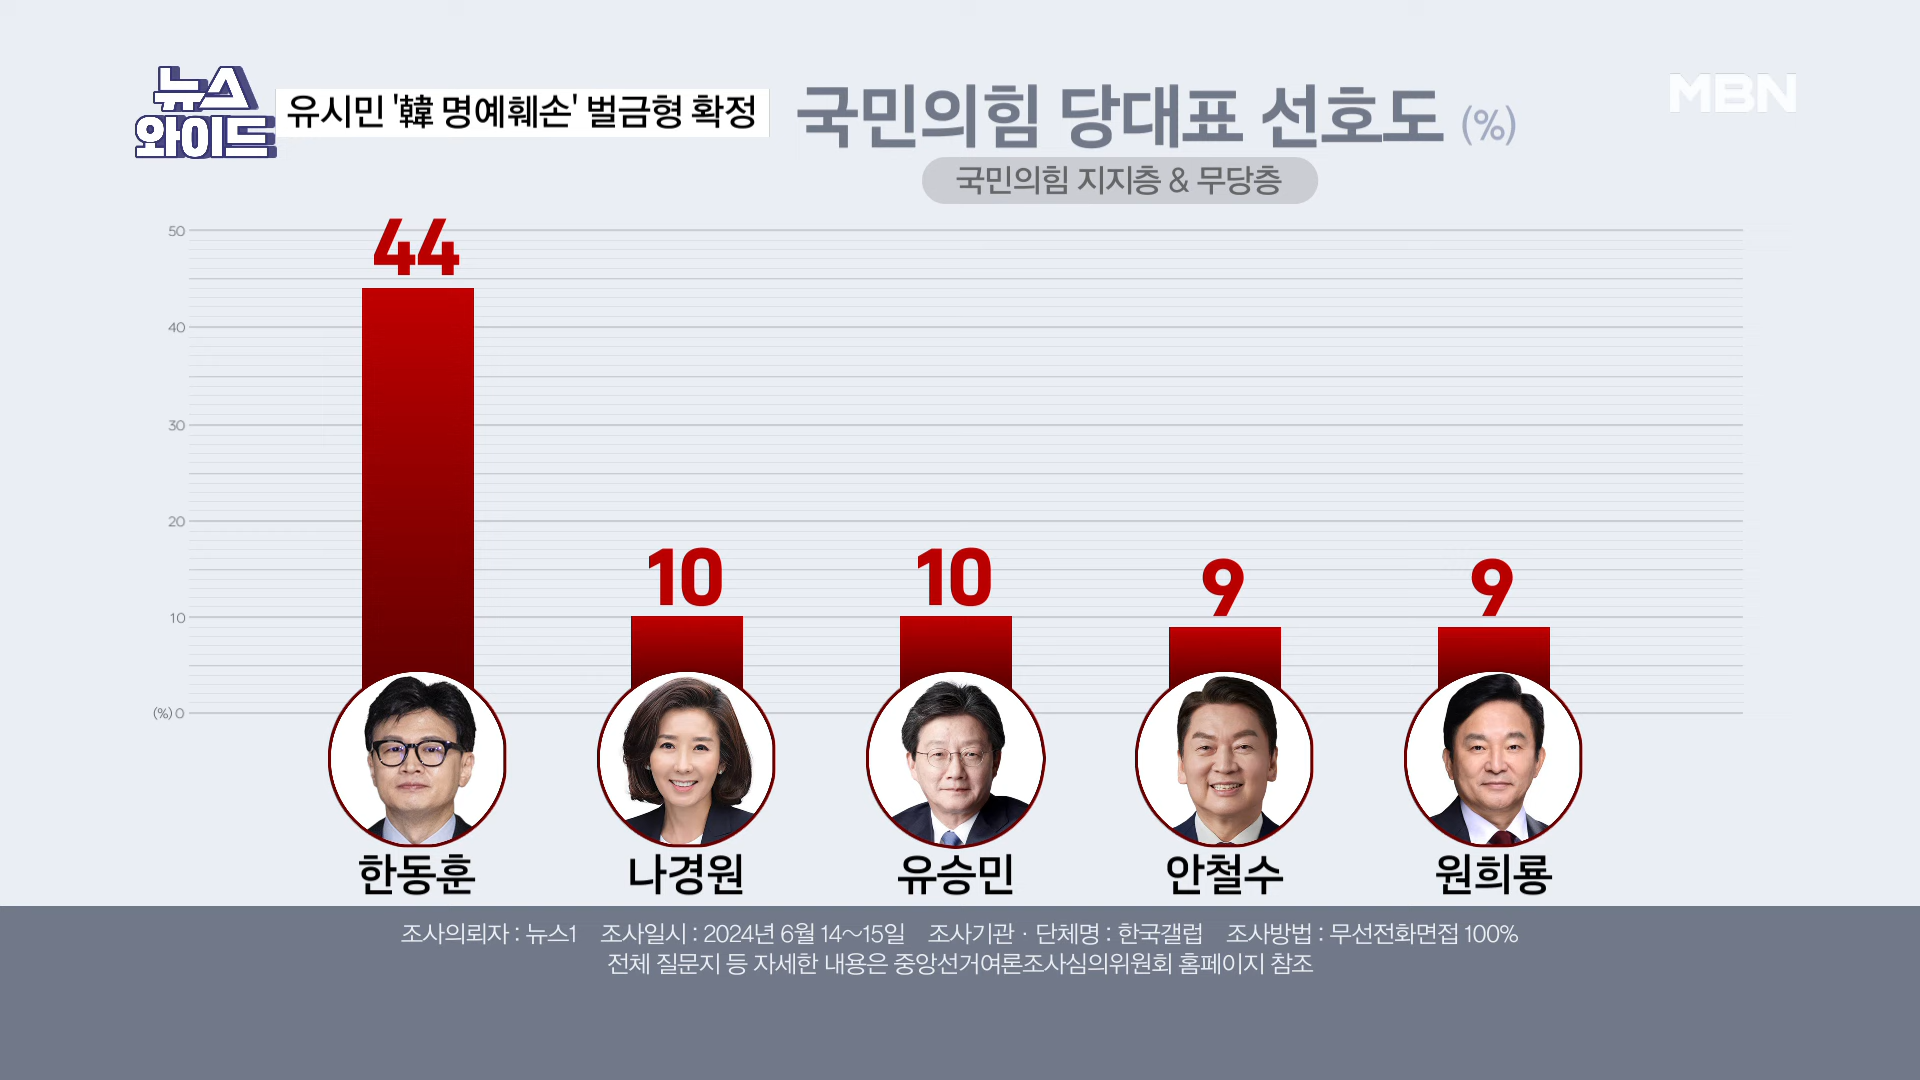 뉴스
와이드
유시민 '韓 명예훼손' 벌금형 확정
국민의힘 당대표 선호도 (%)
MBN
국민의힘 지지층 & 무당층
50
40
30
20
10
(%) 0
44
10
10
9
9
한동훈
나경원
유승민
안철수
원희룡
조사의뢰자 : 뉴스1 조사일시 : 2024년 6월 14~15일 조사기관 · 단체명 : 한국갤럽 조사방법 : 무선전화면접 100%
전체 질문지 등 자세한 내용은 중앙선거여론조사심의위원회 홈페이지 참조